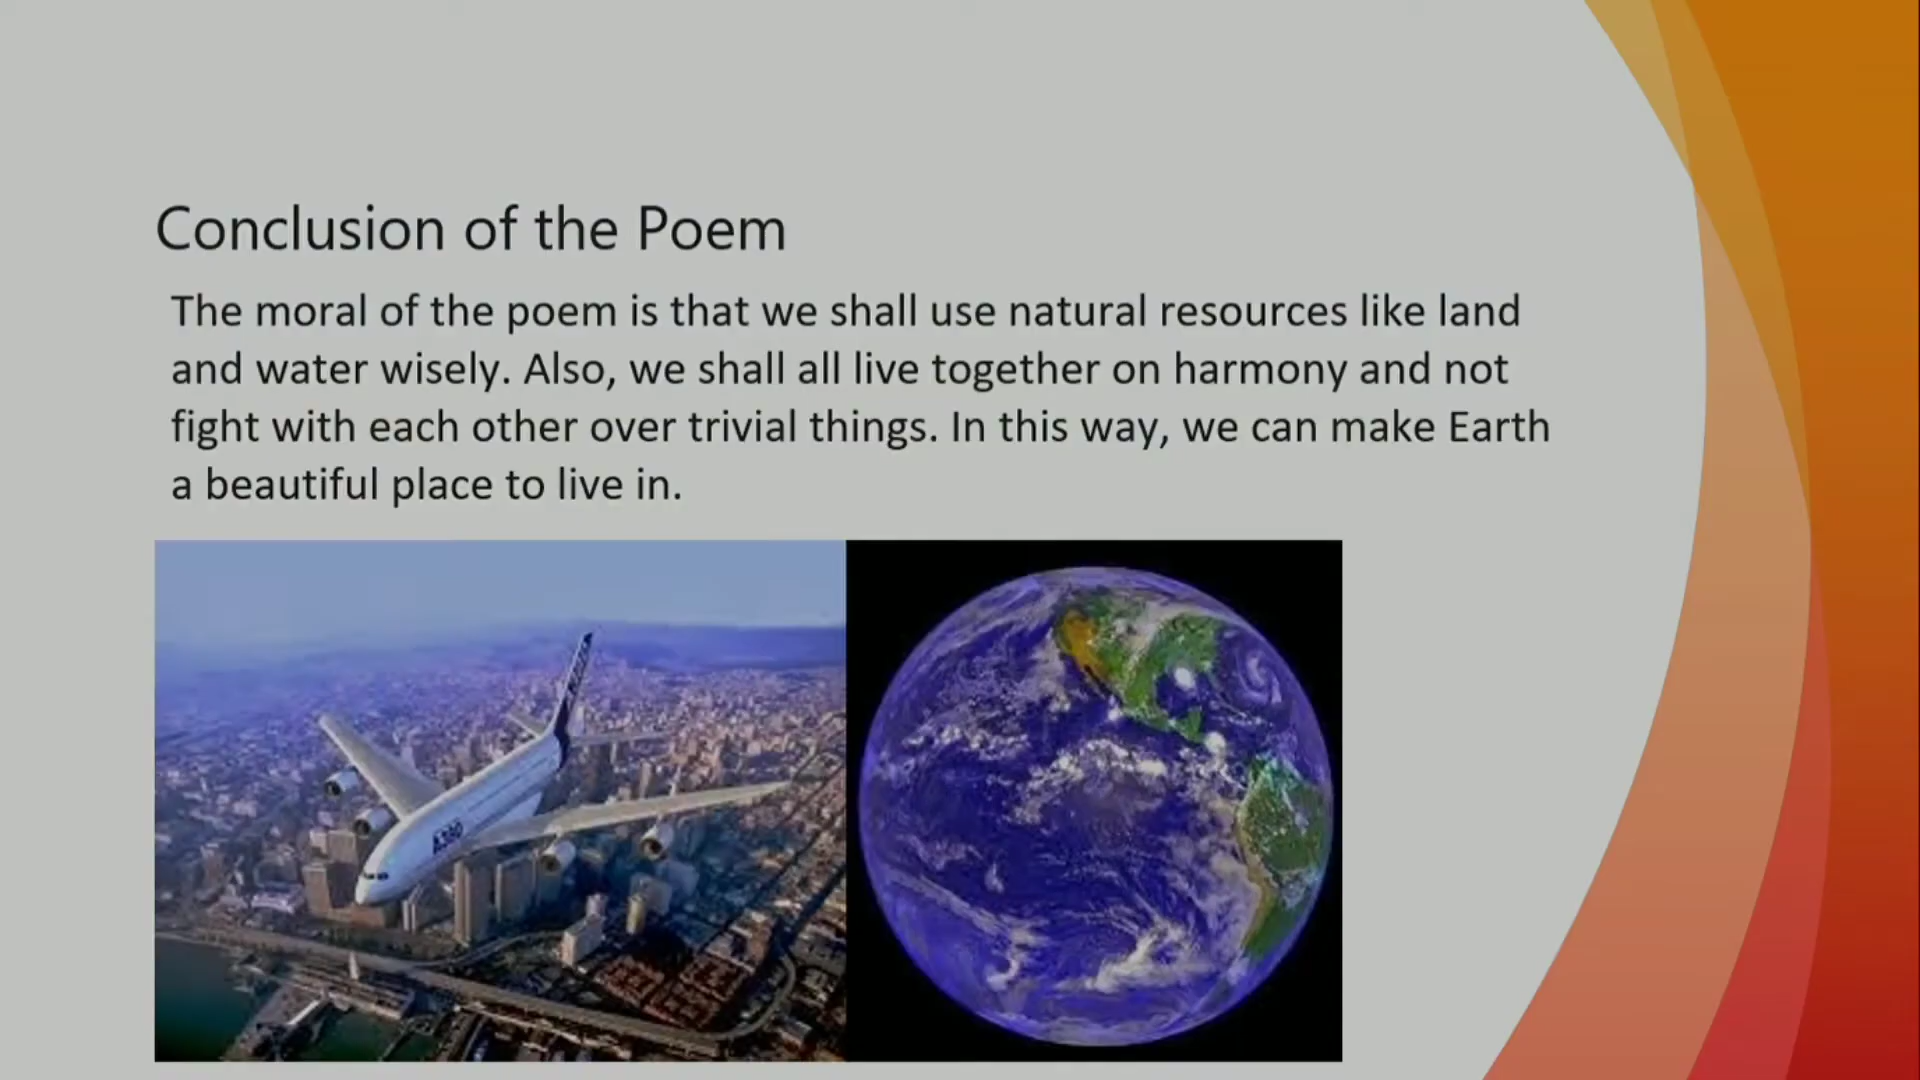 Conclusion of the Poem
The moral of the poem is that we shall use natural resources like land
and water wisely. Also, we shall all live together on harmony and not
fight with each other over trivial things. In this way, we can make Earth
a beautiful place to live in.
A380